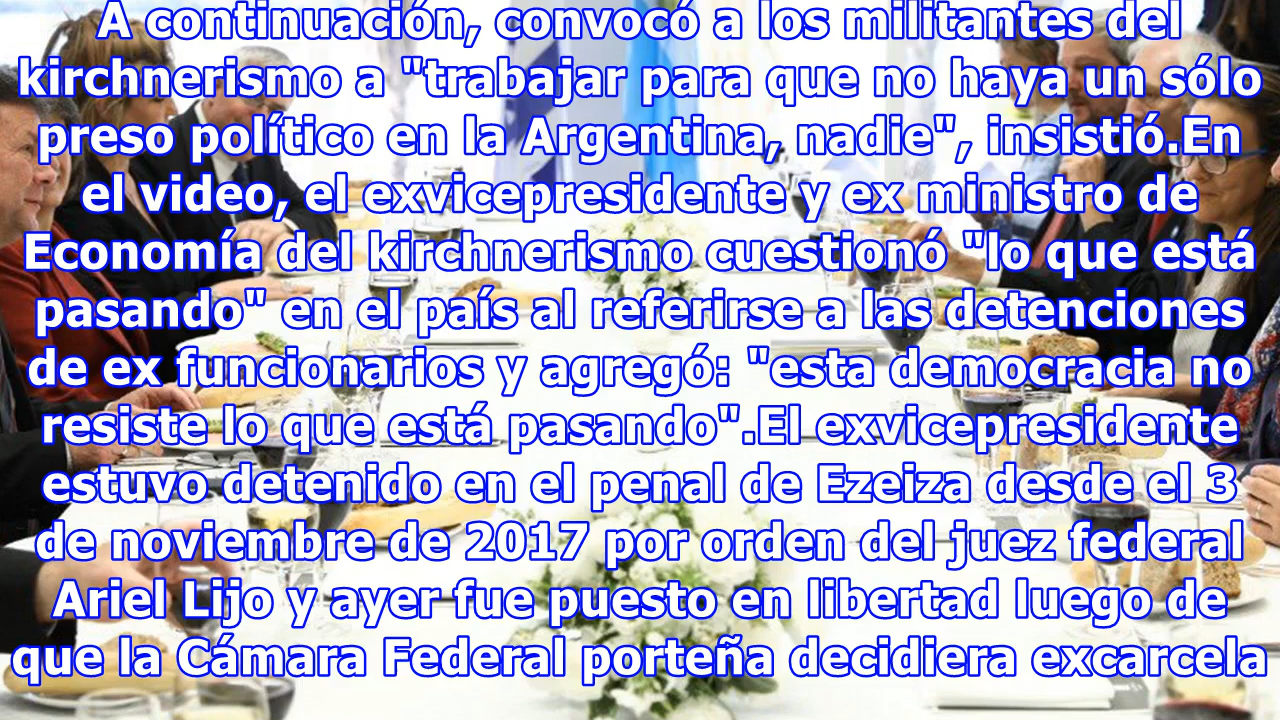 A continuación, convocó a los militantes del
kirchnerismo a "trabajar para que no haya un sólo
preso político en la Argentina, nadie", insistió.En
el video, el exvicepresidente y ex ministro de
Economía del kirchnerismo cuestionó "lo que está
pasando" en el país al referirse a las detenciones
de ex funcionarios y agregó: "esta democracia no
resiste lo que está pasando".El exvicepresidente
estuvo detenido en el penal de Ezeiza desde el 3
de noviembre de 2017 por orden del juez federal
Ariel Lijo y ayer fue puesto en libertad luego de
que la Cámara Federal porteña decidiera excarcela